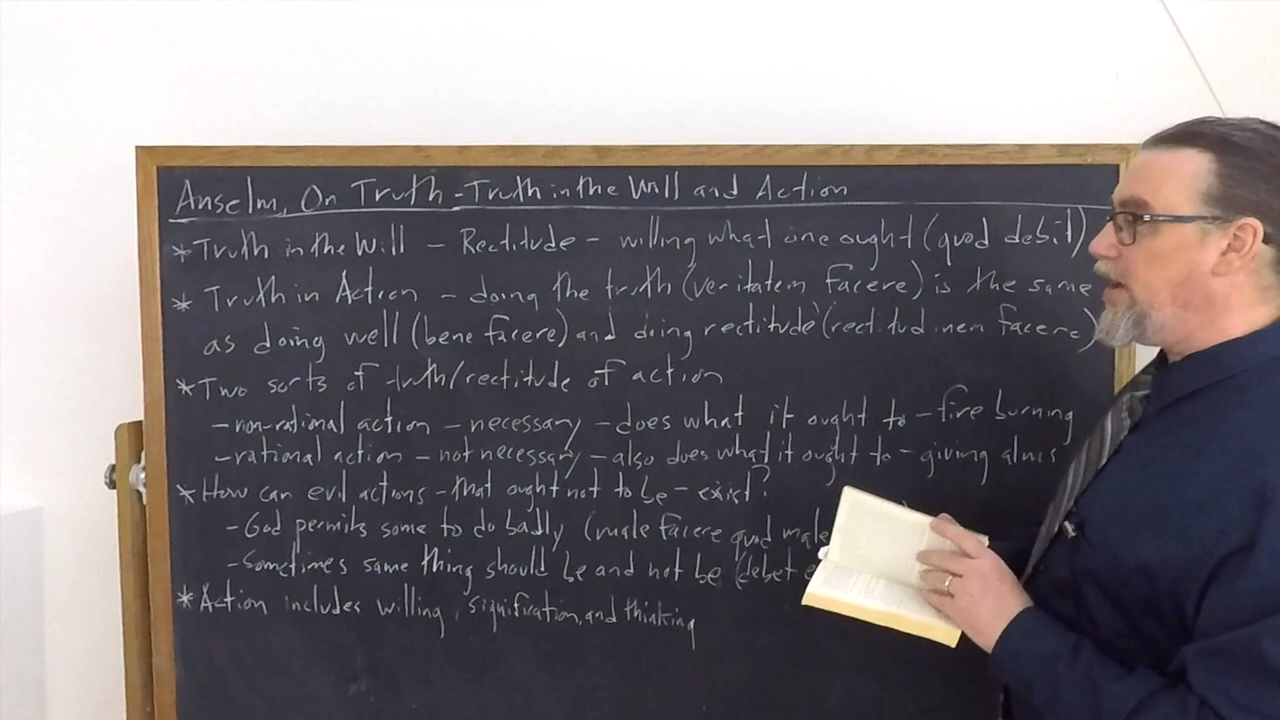 Anselm, On Truth - Truth in the Will and Action
* Truth in the Will - Rectitude - willing what one ought (quod debit)
* Truth in Action - doing the truth (veritatem facere) is the same
as doing well (bene facere) and doing rectitude (rectitudinem facere)
* Two sorts of truth/rectitude of action
- non-rational action - necessary - does what it ought to - fire burning
- rational action - not necessary - also does what it ought to - giving alms
* How can evil actions - that ought not to be - exist?
- God permits some to do badly (male facere quod male
- Sometimes same thing should be and not be (debet
* Action includes willing, signification, and thinking